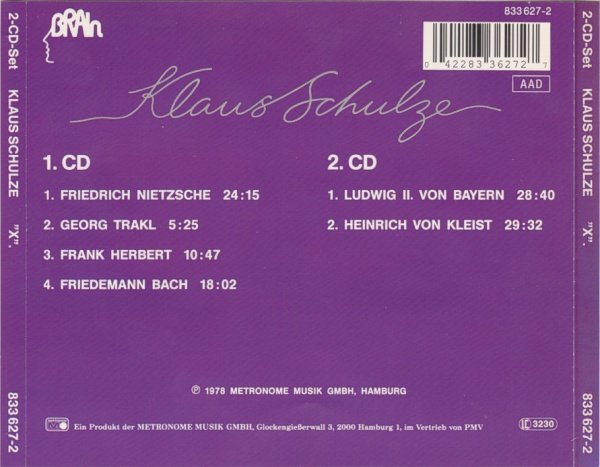 2-CD-Set KLAUS SCHULZE "X". 833 627-2
BRAIN
833 627-2
0 42283 36272 7
AAD
Klaus Schulze
1. CD
1. FRIEDRICH NIETZSCHE 24:15
2. GEORG TRAKL 5:25
3. FRANK HERBERT 10:47
4. FRIEDEMANN BACH 18:02
2. CD
1. LUDWIG II. VON BAYERN 28:40
2. HEINRICH VON KLEIST 29:32
℗ 1978 METRONOME MUSIK GMBH, HAMBURG
Ein Produkt der METRONOME MUSIK GMBH, Glockengießerwall 3, 2000 Hamburg 1, im Vertrieb von PMV
LC 3230
2-CD-Set KLAUS SCHULZE "X". 833 627-2